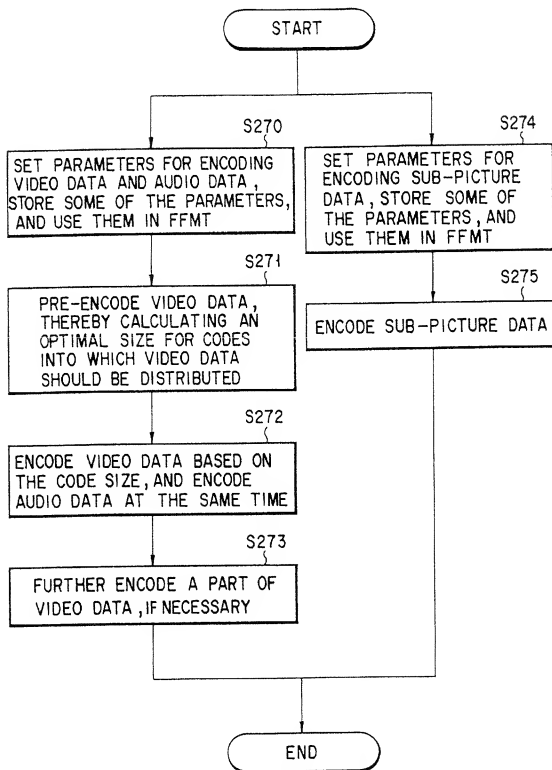 START
S270
SET PARAMETERS FOR ENCODING
VIDEO DATA AND AUDIO DATA,
STORE SOME OF THE PARAMETERS,
AND USE THEM IN FFMT
S271
PRE-ENCODE VIDEO DATA,
THEREBY CALCULATING AN
OPTIMAL SIZE FOR CODES
INTO WHICH VIDEO DATA
SHOULD BE DISTRIBUTED
S272
ENCODE VIDEO DATA BASED ON
THE CODE SIZE, AND ENCODE
AUDIO DATA AT THE SAME TIME
S273
FURTHER ENCODE A PART OF
VIDEO DATA, IF NECESSARY
S274
SET PARAMETERS FOR
ENCODING SUB-PICTURE
DATA, STORE SOME OF
THE PARAMETERS, AND
USE THEM IN FFMT
S275
ENCODE SUB-PICTURE DATA
END